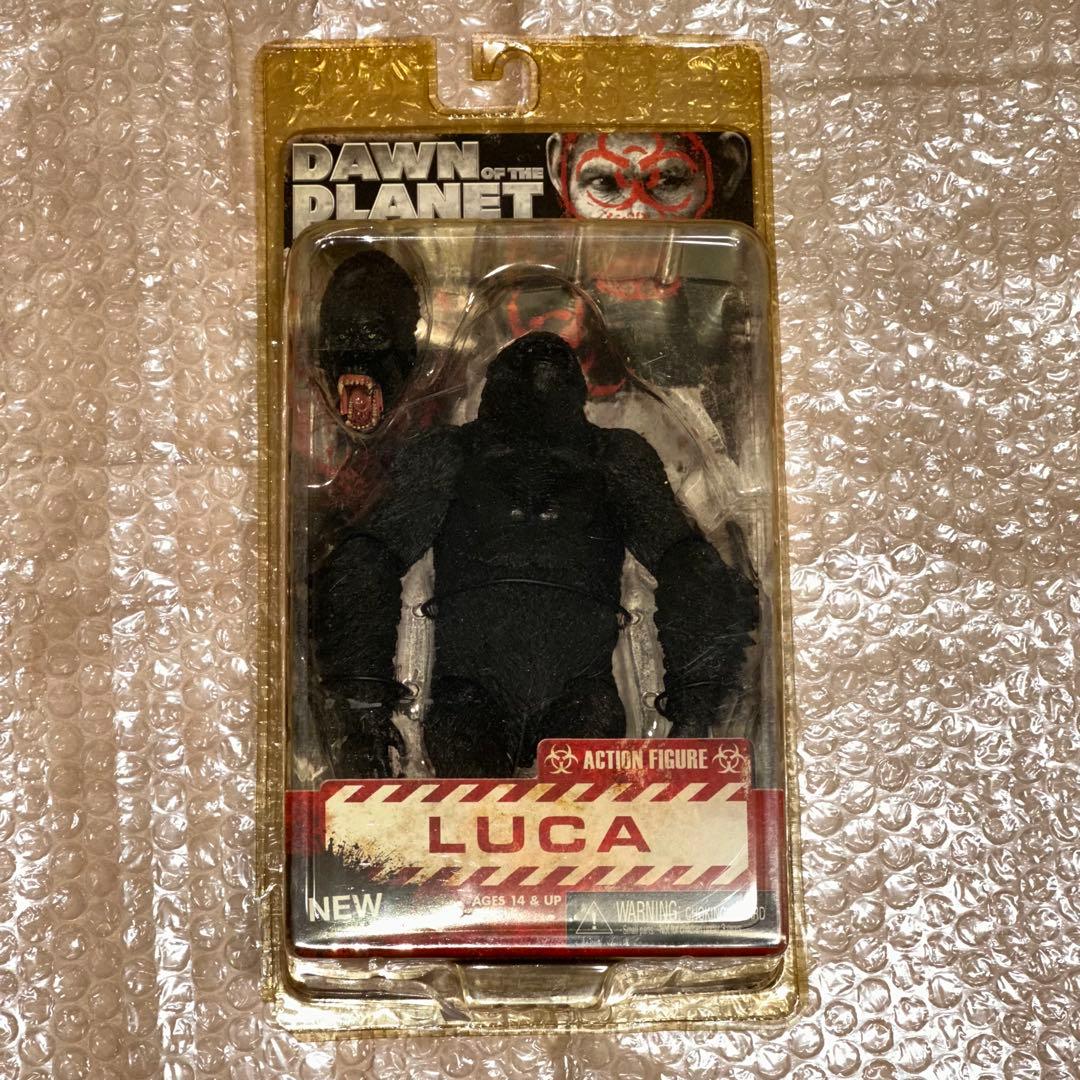 DAWN OF THE
PLANET
ACTION FIGURE
LUCA
NEW
AGES 14 & UP
WARNING: